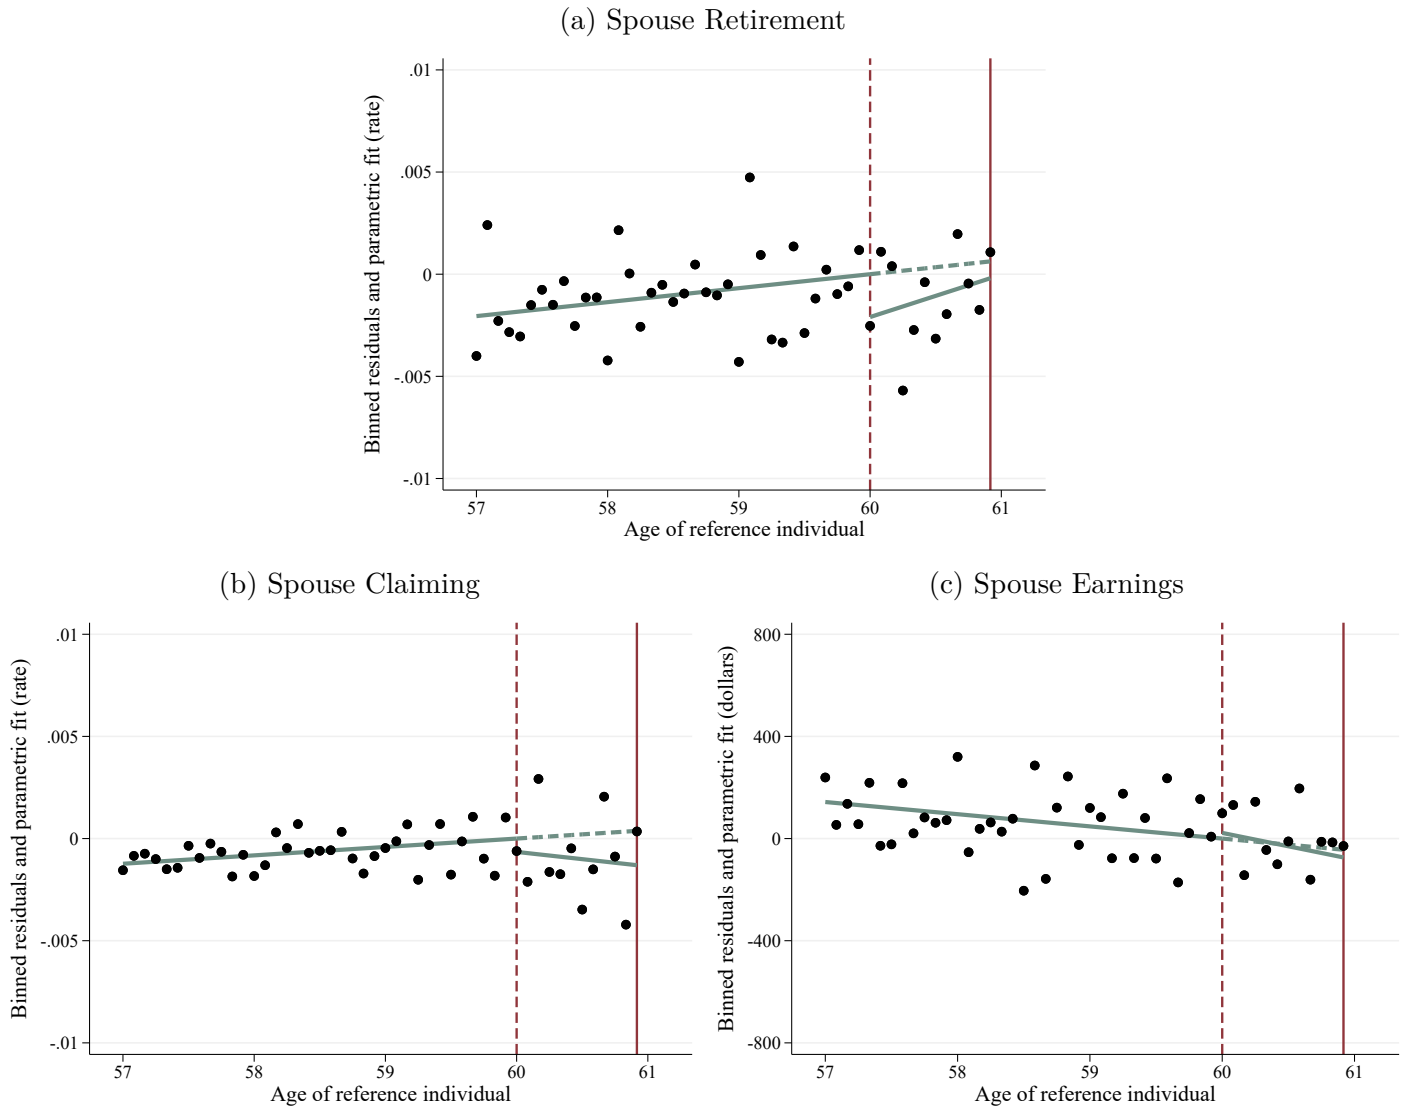 (a) Spouse Retirement
Binned residuals and parametric fit (rate)
.01
.005
0
-.005
-.01
57 58 59 60 61
Age of reference individual
(b) Spouse Claiming
Binned residuals and parametric fit (rate)
.01
.005
0
-.005
-.01
57 58 59 60 61
Age of reference individual
(c) Spouse Earnings
Binned residuals and parametric fit (dollars)
800
400
0
-400
-800
57 58 59 60 61
Age of reference individual